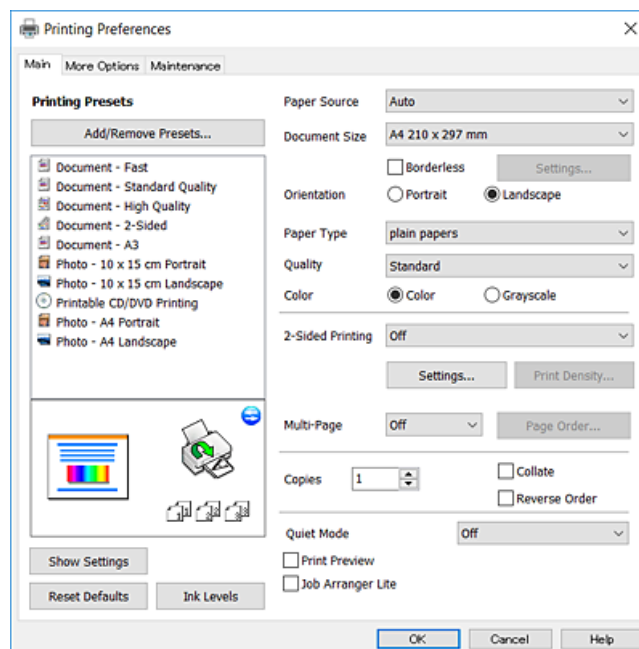 Printing Preferences
Main
More Options
Maintenance
Printing Presets
Add/Remove Presets...
Document - Fast
Document - Standard Quality
Document - High Quality
Document - 2-Sided
Document - A3
Photo - 10 x 15 cm Portrait
Photo - 10 x 15 cm Landscape
Printable CD/DVD Printing
Photo - A4 Portrait
Photo - A4 Landscape
Show Settings
Reset Defaults
Ink Levels
Paper Source
Auto
Document Size
A4 210 x 297 mm
Borderless
Settings...
Orientation
Portrait
Landscape
Paper Type
plain papers
Quality
Standard
Color
Color
Grayscale
2-Sided Printing
Off
Settings...
Print Density...
Multi-Page
Off
Page Order...
Copies
1
Collate
Reverse Order
Quiet Mode
Off
Print Preview
Job Arranger Lite
OK
Cancel
Help